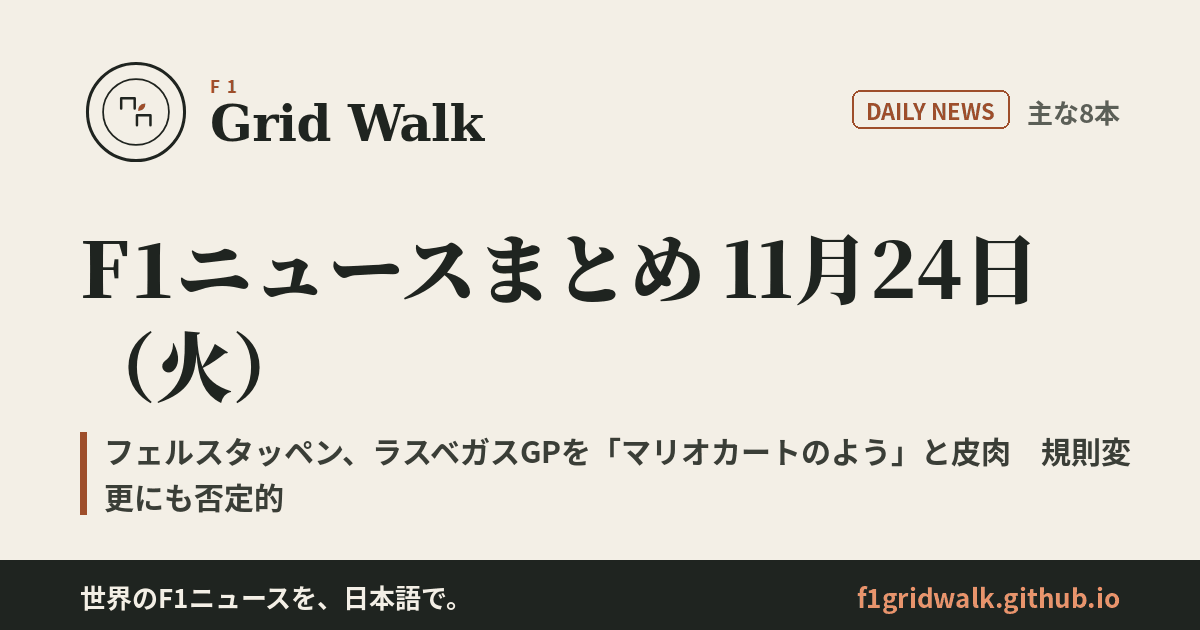 F1
Grid Walk
DAILY NEWS
主な8本
F1ニュースまとめ 11月24日
（火）
フェルスタッペン、ラスベガスGPを「マリオカートのよう」と皮肉　規則変
更にも否定的
世界のF1ニュースを、日本語で。
f1gridwalk.github.io